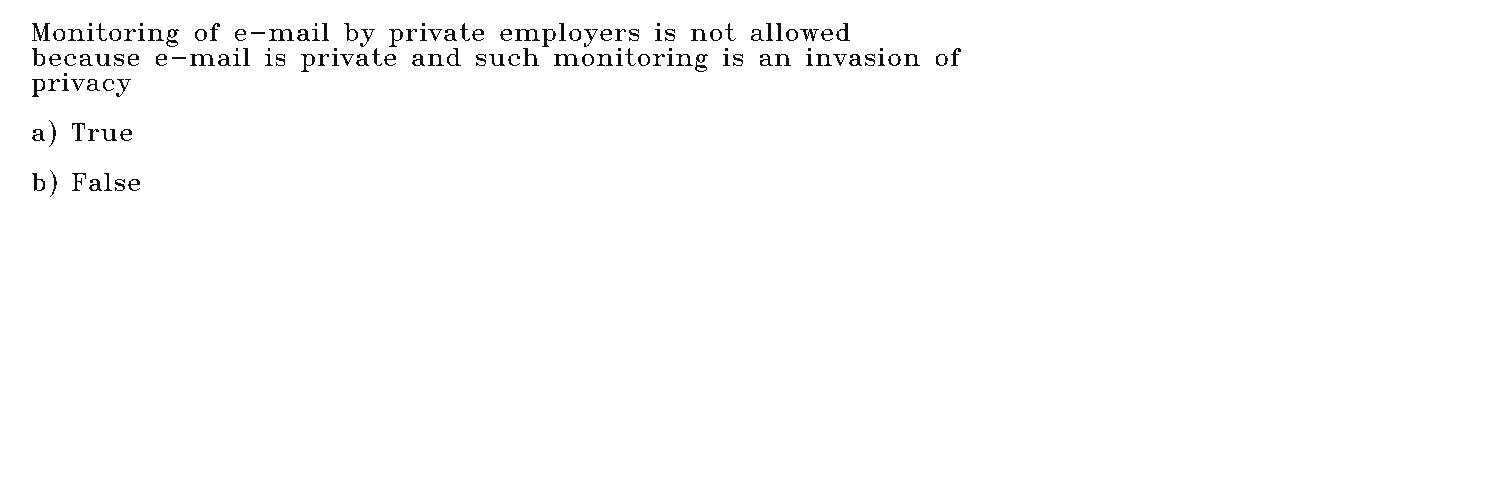 Monitoring of e-mail by private employers is not allowed
because e-mail is private and such monitoring is an invasion of
privacy
a) True
b) False